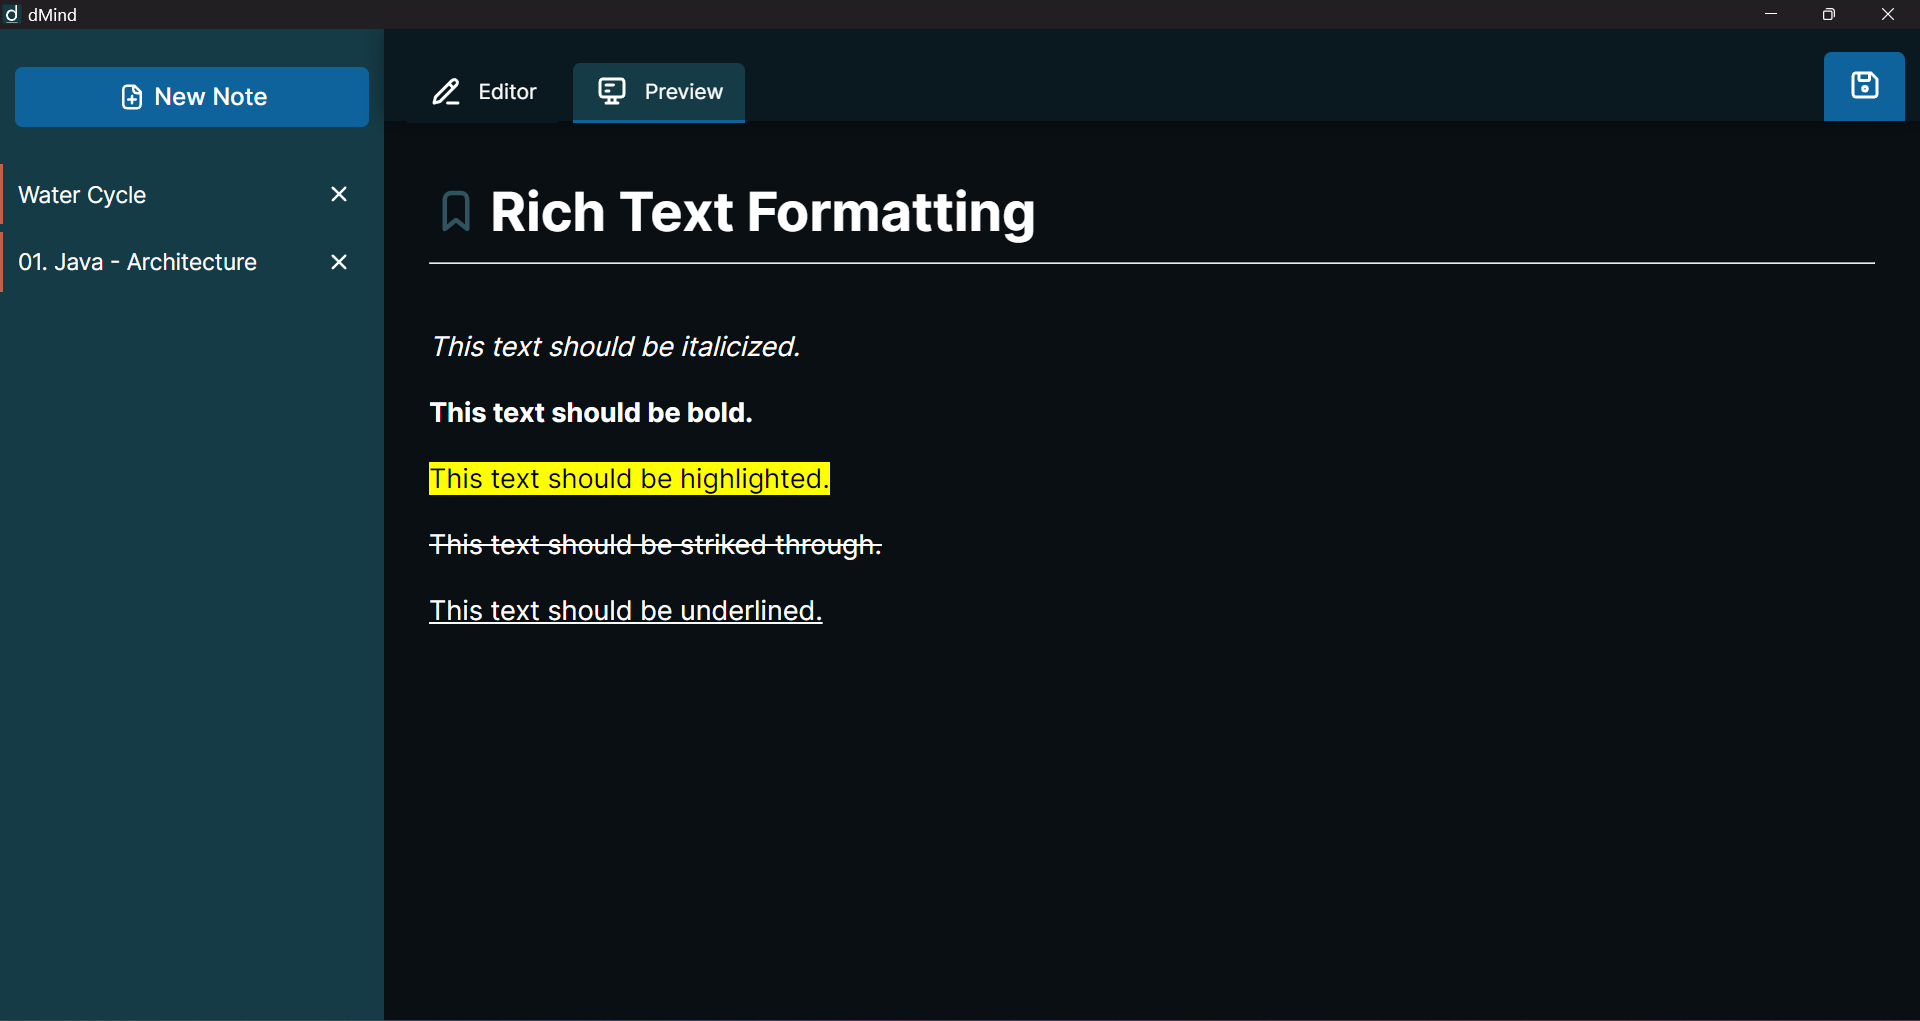 dMind
New Note
Water Cycle
01. Java - Architecture
Editor
Preview
Rich Text Formatting
This text should be italicized.
This text should be bold.
This text should be highlighted.
This text should be striked through.
This text should be underlined.